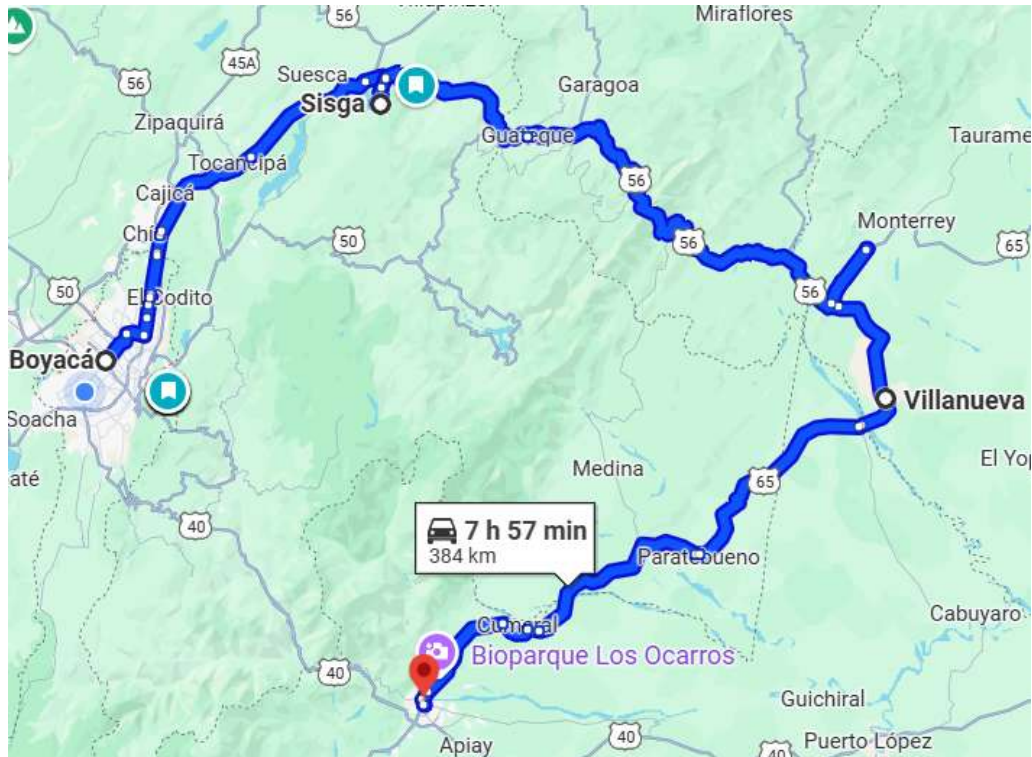 56
Miraflores
45A
Suesca
Garagoa
56
Sisga
Zipaquirá
Guateque
Taurame
Tocancipá
56
Cajicá
Monterrey
Chía
50
56
65
50
El Codito
56
Boyacá
Villanueva
Soacha
até
Medina
El Yop
65
7 h 57 min
40
384 km
Paratebueno
Cumaral
Cabuyaro
Bioparque Los Ocarros
40
Guichiral
Apiay
40
Puerto López
40